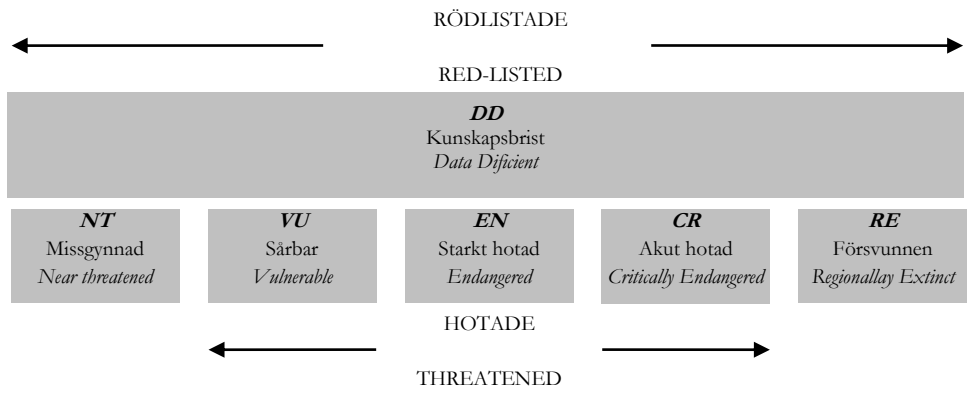 RÖDLISTADE
RED-LISTED
DD
Kunskapsbrist
Data Dificient
NT
Missgynnad
Near threatened
VU
Sårbar
Vulnerable
EN
Starkt hotad
Endangered
CR
Akut hotad
Critically Endangered
RE
Försvunnen
Regionallay Extinct
HOTADE
THREATENED